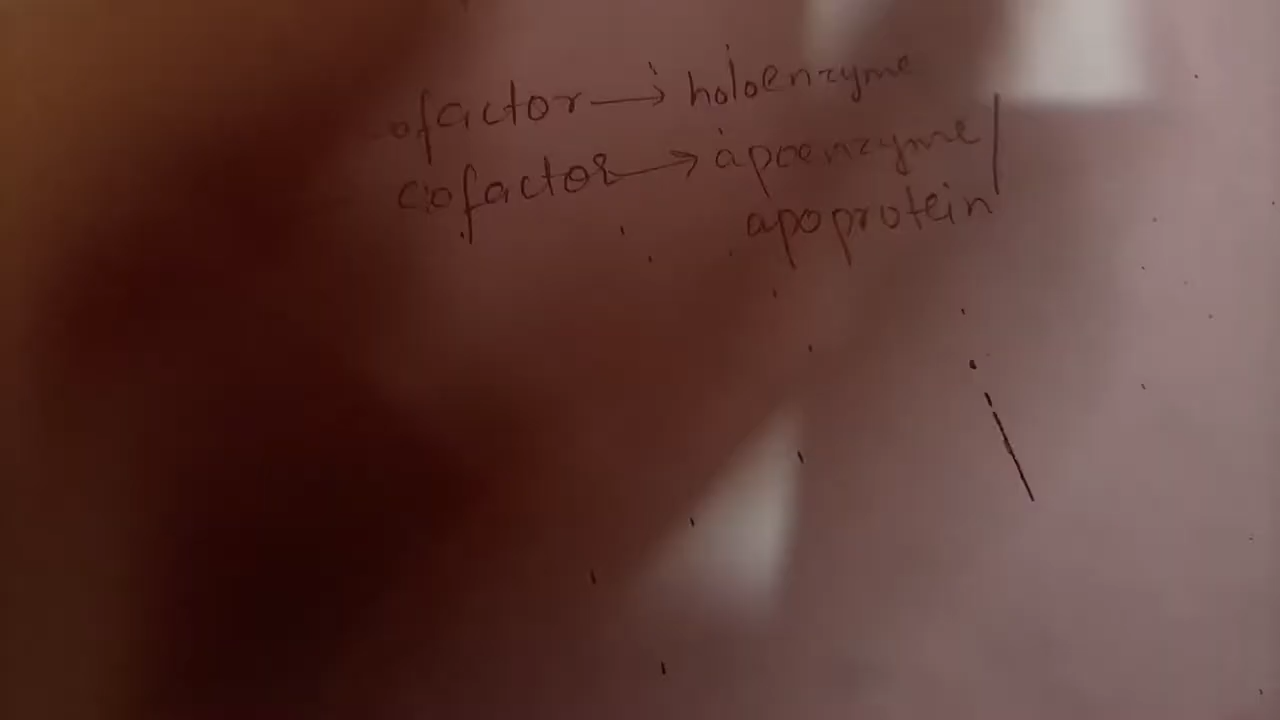 ofactor → holoenzyme
cofactor → apoenzyme/
apoprotein